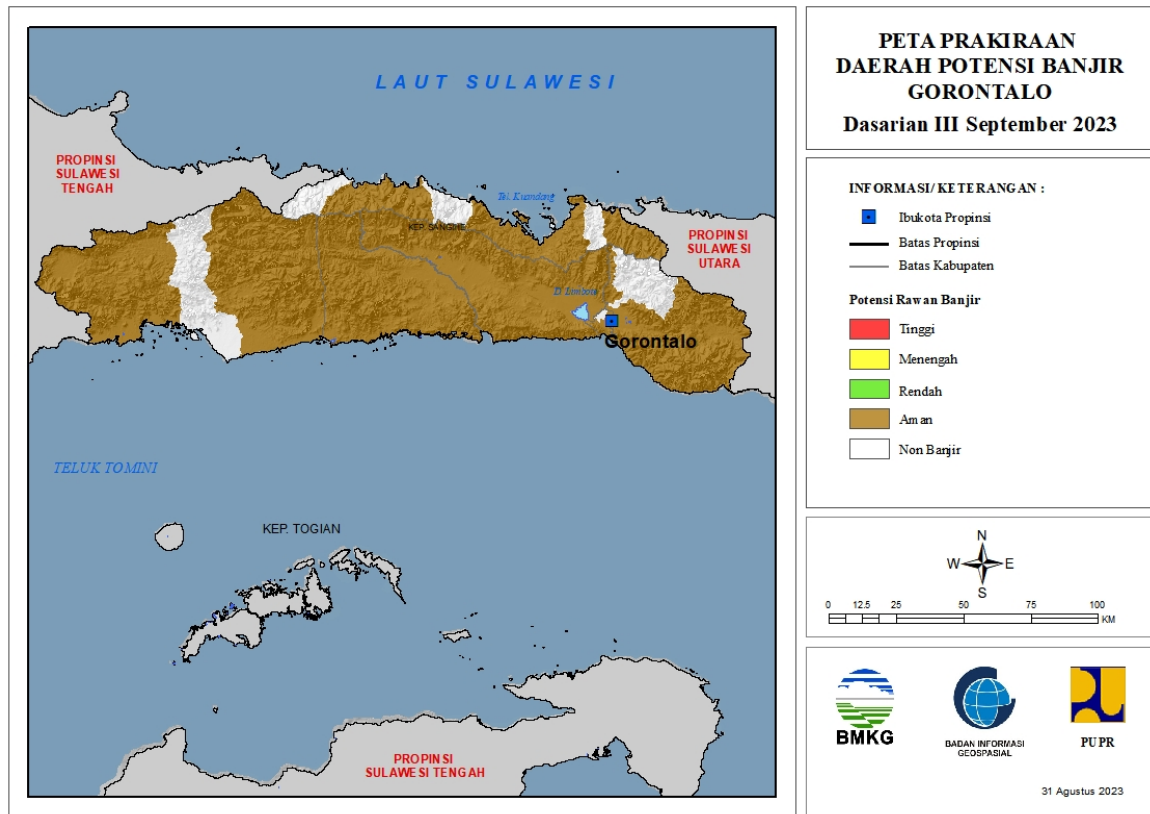 LAUT SULAWESI
PROPINSI
SULAWESI
TENGAH
Tel. Kuandang
KEP. SANGIHE
PROPINSI
SULAWESI
UTARA
D. Limboto
Gorontalo
TELUK TOMINI
KEP. TOGIAN
PROPINSI
SULAWESI TENGAH
PETA PRAKIRAAN
DAERAH POTENSI BANJIR
GORONTALO
Dasarian III September 2023
INFORMASI/ KETERANGAN :
Ibukota Propinsi
Batas Propinsi
Batas Kabupaten
Potensi Rawan Banjir
Tinggi
Menengah
Rendah
Aman
Non Banjir
N
W E
S
0 12.5 25 50 75 100
KM
BMKG
BADAN INFORMASI
GEOSPASIAL
PUPR
31 Agustus 2023